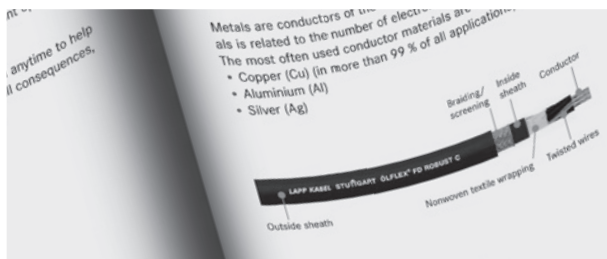 anytime to help
consequences,
Metals are conductors of
als is related to the number of
The most often used conductor materials are
• Copper (Cu) (in more than 99 % of all applications,
• Aluminium (Al)
• Silver (Ag)
Conductor
Inside
sheath
Braiding/
screening
LAPP KABEL STUTTGART ÖLFLEX® FD ROBUST C
Twisted wires
Nonwoven textile wrapping
Outside sheath